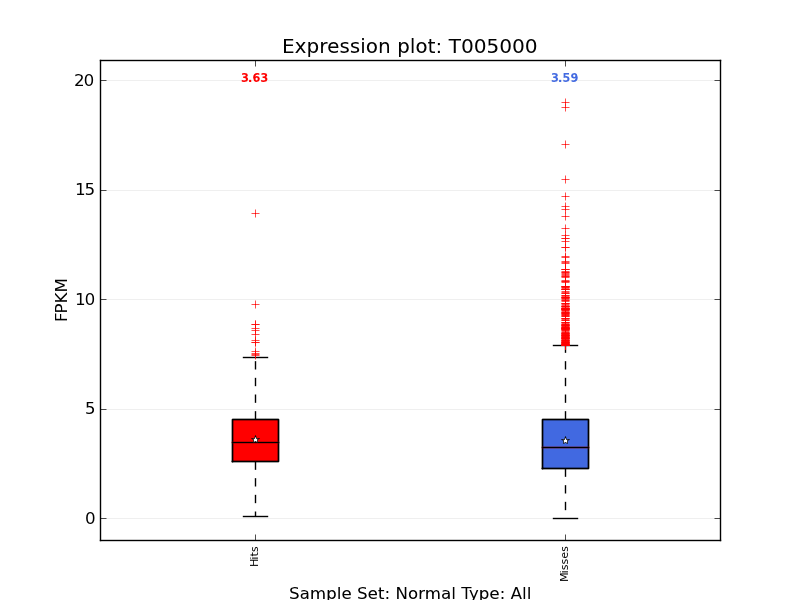 Expression plot: T005000
3.63
3.59
20
15
10
5
0
FPKM
Hits
Misses
Sample Set: Normal Type: All